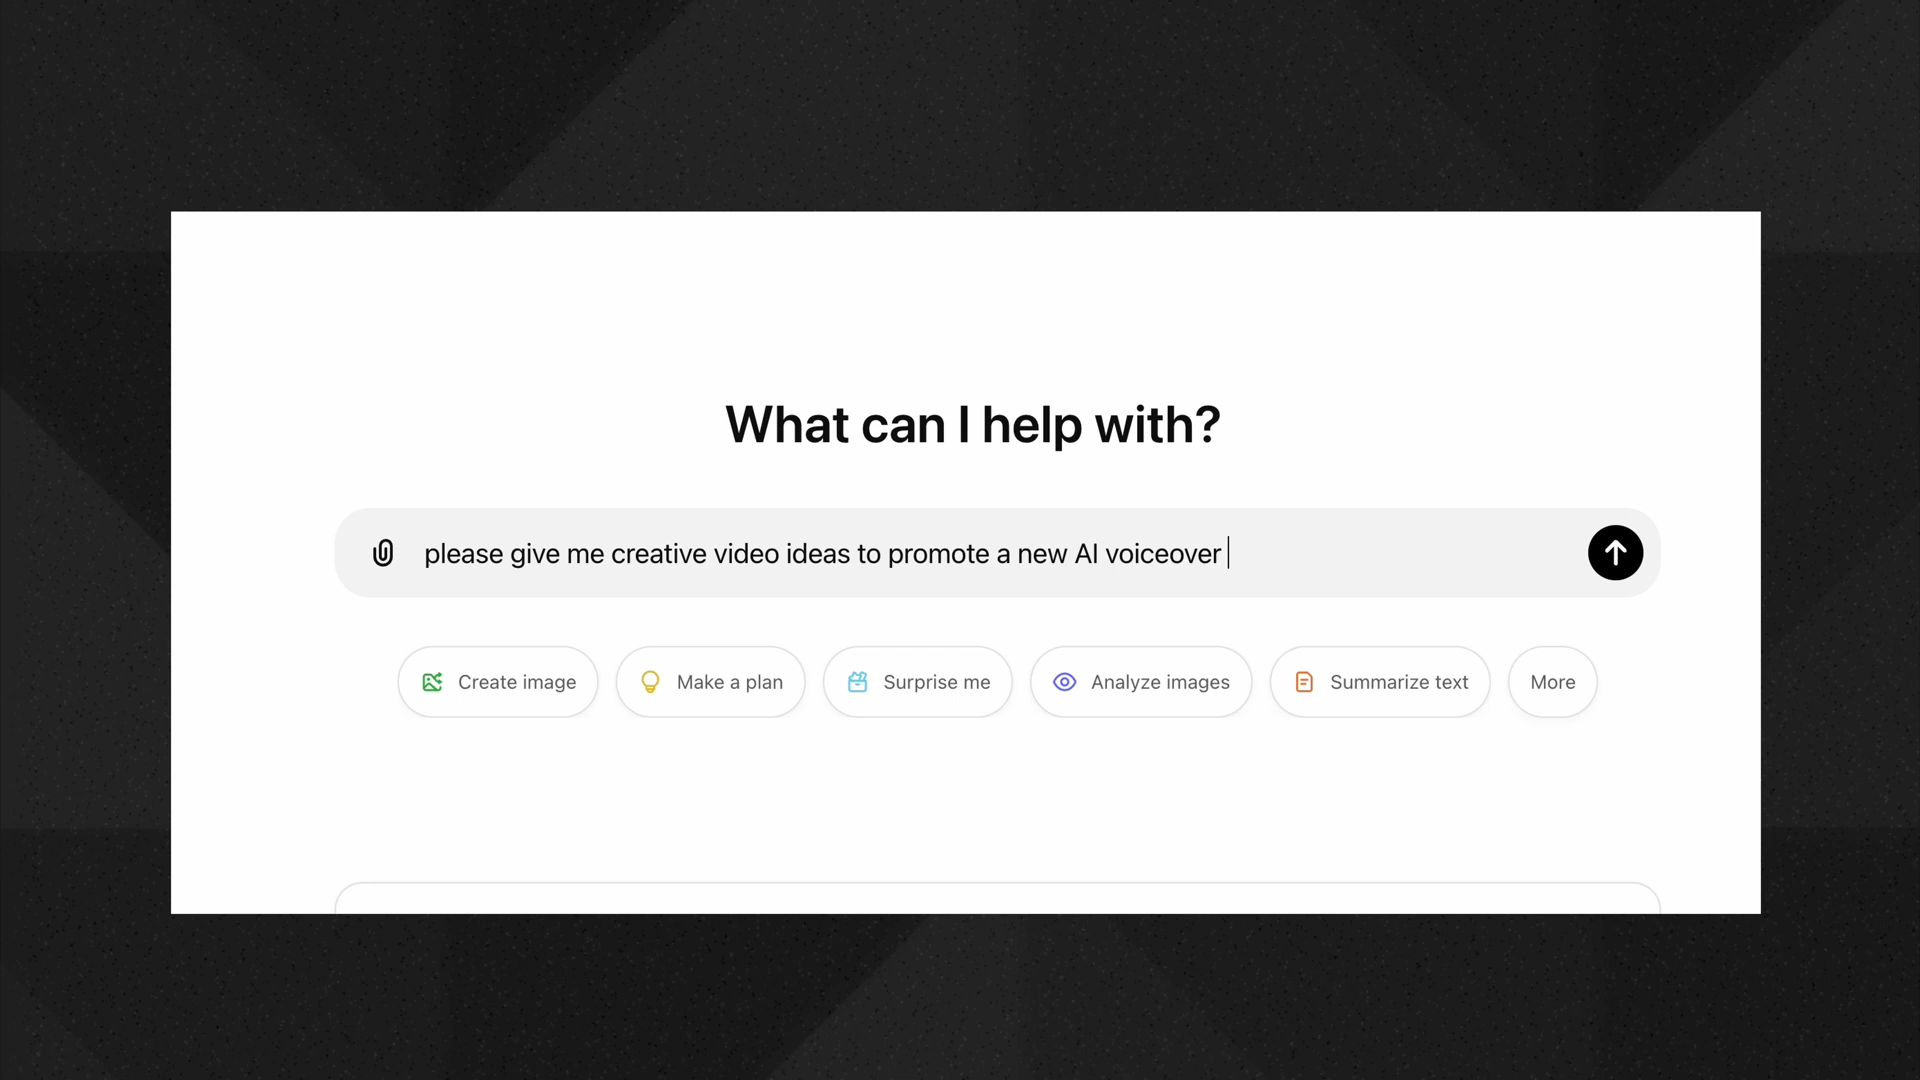 What can I help with?
please give me creative video ideas to promote a new AI voiceover
Create image
Make a plan
Surprise me
Analyze images
Summarize text
More